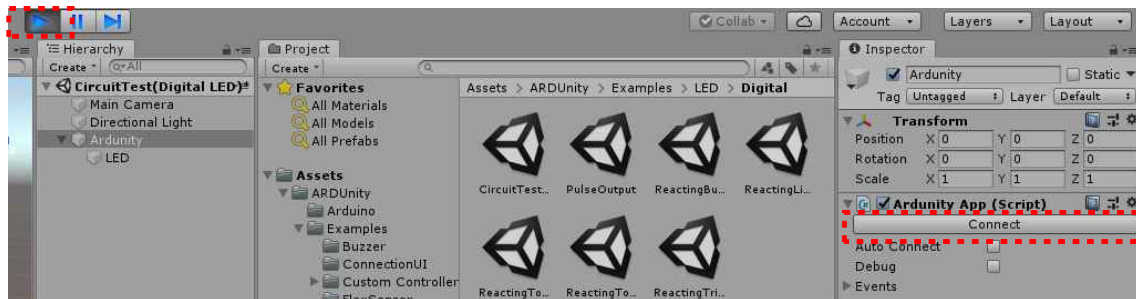 Collab
Account
Layers
Layout
Hierarchy
Create
All
CircuitTest(Digital LED)*
Main Camera
Directional Light
Ardunity
LED
Project
Create
Favorites
All Materials
All Models
All Prefabs
Assets
ARDUnity
Arduino
Examples
Buzzer
ConnectionUI
Custom Controller
FlexSensor
Assets > ARDUnity > Examples > LED > Digital
CircuitTest...
PulseOutput
ReactingBu...
ReactingLi...
ReactingTo...
ReactingTo...
ReactingTri...
Inspector
Ardunity
Static
Tag Untagged Layer Default
Transform
Position X 0 Y 0 Z 0
Rotation X 0 Y 0 Z 0
Scale X 1 Y 1 Z 1
Ardunity App (Script)
Connect
Auto Connect
Debug
Events